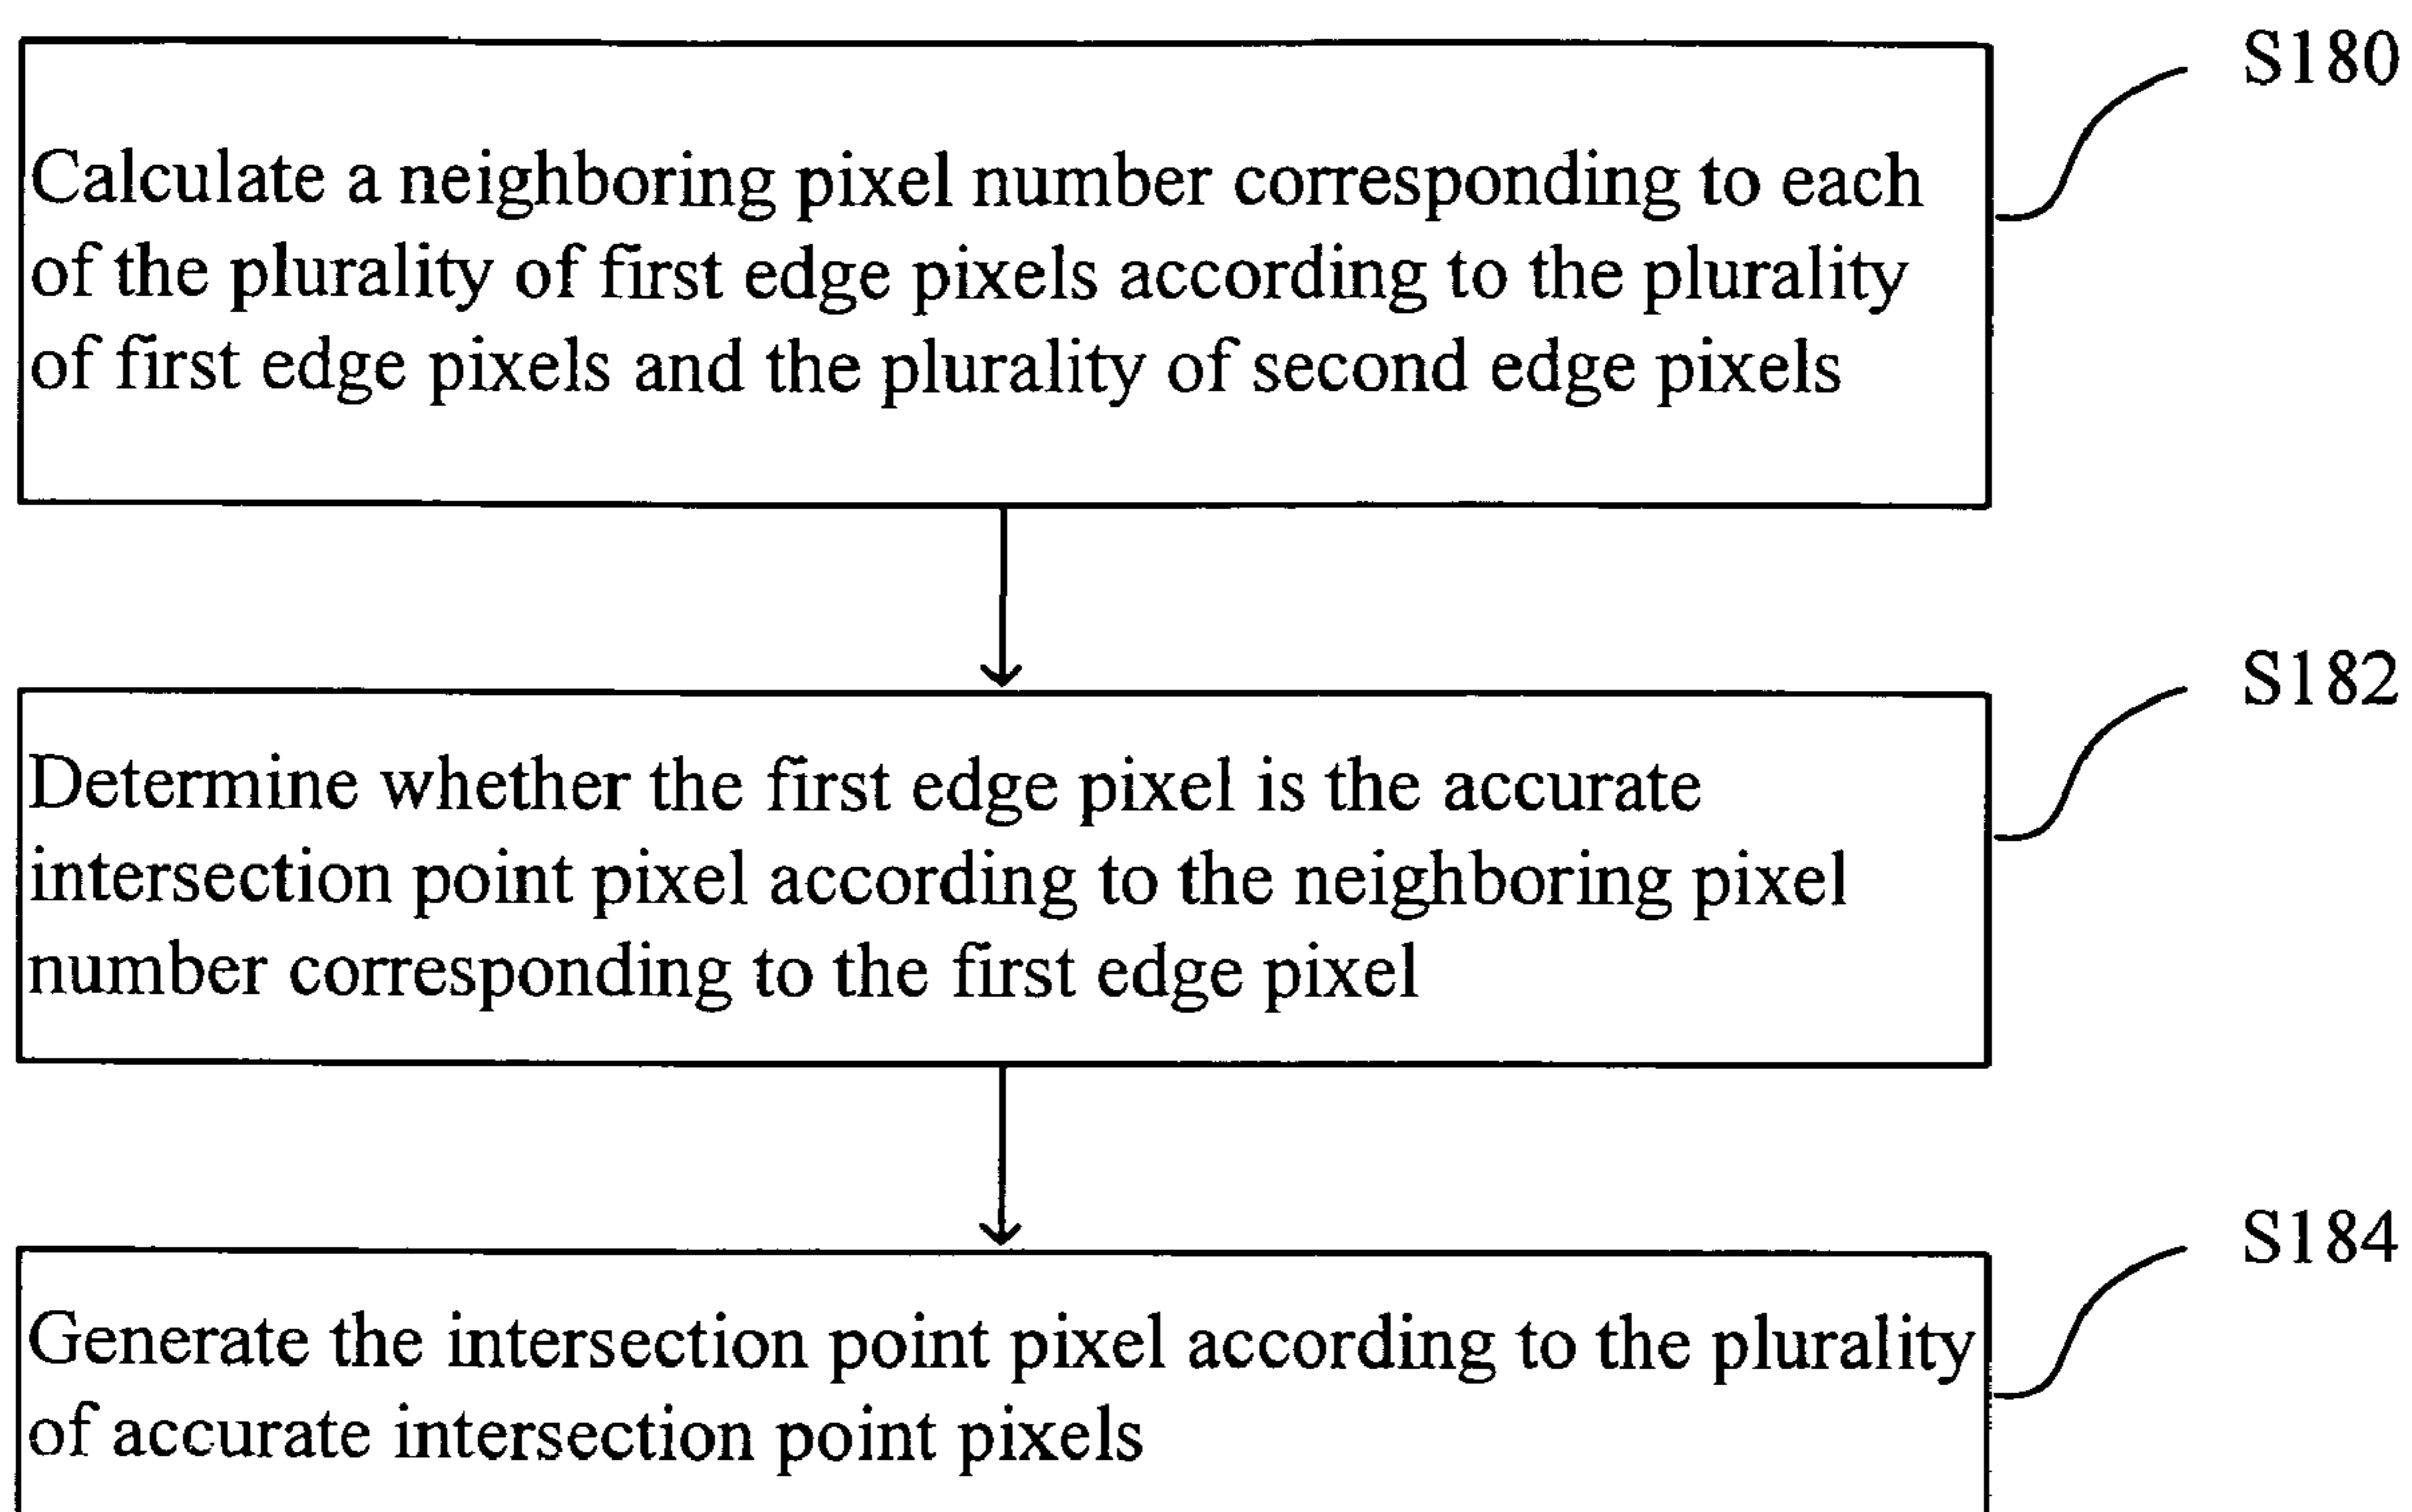 S180
Calculate a neighboring pixel number corresponding to each
of the plurality of first edge pixels according to the plurality
of first edge pixels and the plurality of second edge pixels
S182
Determine whether the first edge pixel is the accurate
intersection point pixel according to the neighboring pixel
number corresponding to the first edge pixel
S184
Generate the intersection point pixel according to the plurality
of accurate intersection point pixels